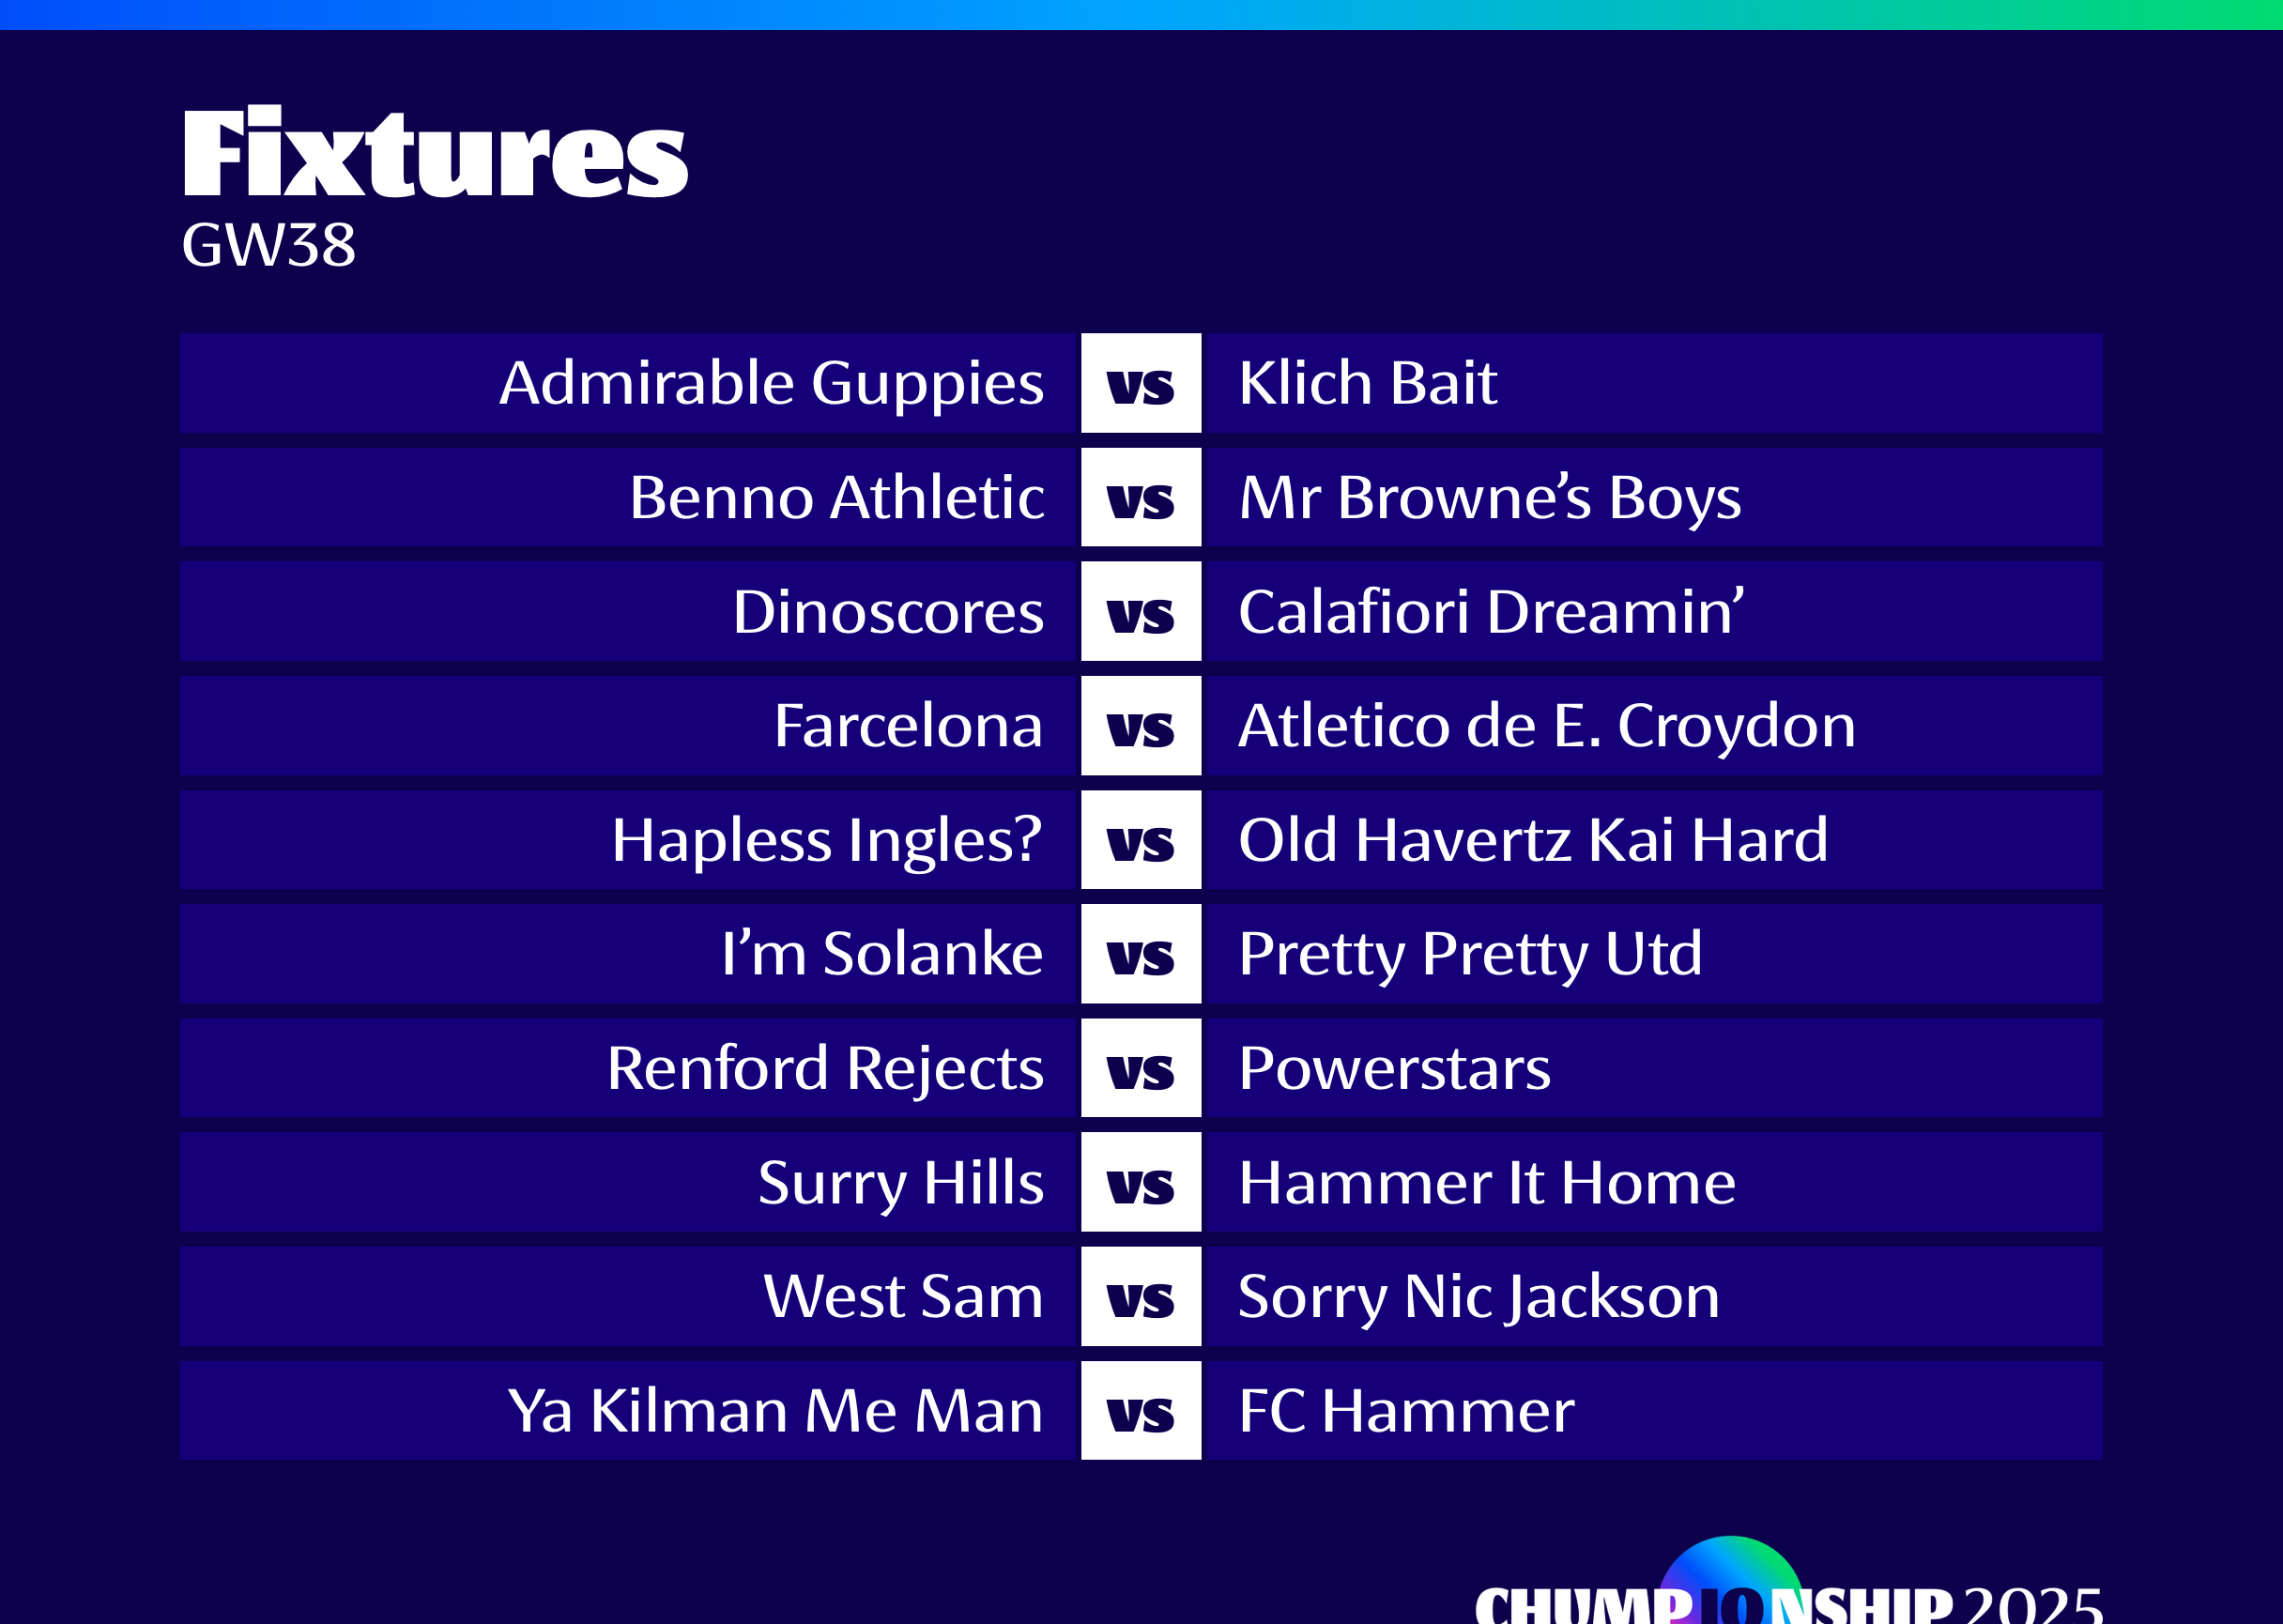 Fixtures
GW38
Admirable Guppies vs Klich Bait
Benno Athletic vs Mr Browne’s Boys
Dinoscores vs Calafiori Dreamin’
Farcelona vs Atletico de E. Croydon
Hapless Ingles? vs Old Havertz Kai Hard
I’m Solanke vs Pretty Pretty Utd
Renford Rejects vs Powerstars
Surry Hills vs Hammer It Home
West Sam vs Sorry Nic Jackson
Ya Kilman Me Man vs FC Hammer
CHUMPIONSHIP 2025